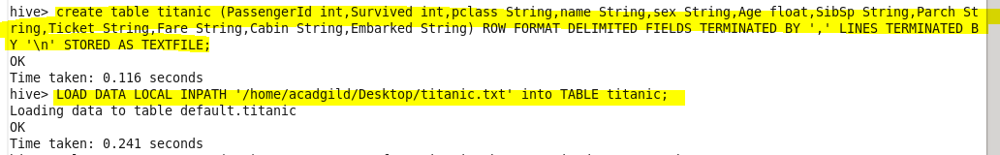 hive> create table titanic (PassengerId int,Survived int,pclass String,name String,sex String,Age float,SibSp String,Parch St
ring,Ticket String,Fare String,Cabin String,Embarked String) ROW FORMAT DELIMITED FIELDS TERMINATED BY ',' LINES TERMINATED B
Y '\n' STORED AS TEXTFILE;
OK
Time taken: 0.116 seconds
hive> LOAD DATA LOCAL INPATH '/home/acadgild/Desktop/titanic.txt' into TABLE titanic;
Loading data to table default.titanic
OK
Time taken: 0.241 seconds